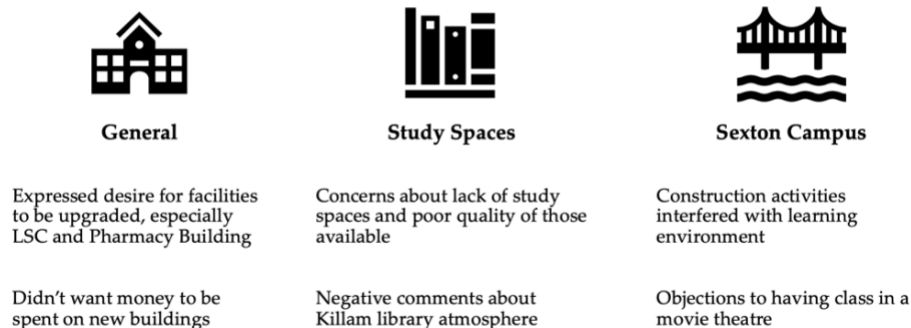 General
Expressed desire for facilities
to be upgraded, especially
LSC and Pharmacy Building
Didn't want money to be
spent on new buildings
Study Spaces
Concerns about lack of study
spaces and poor quality of those
available
Negative comments about
Killam library atmosphere
Sexton Campus
Construction activities
interfered with learning
environment
Objections to having class in a
movie theatre